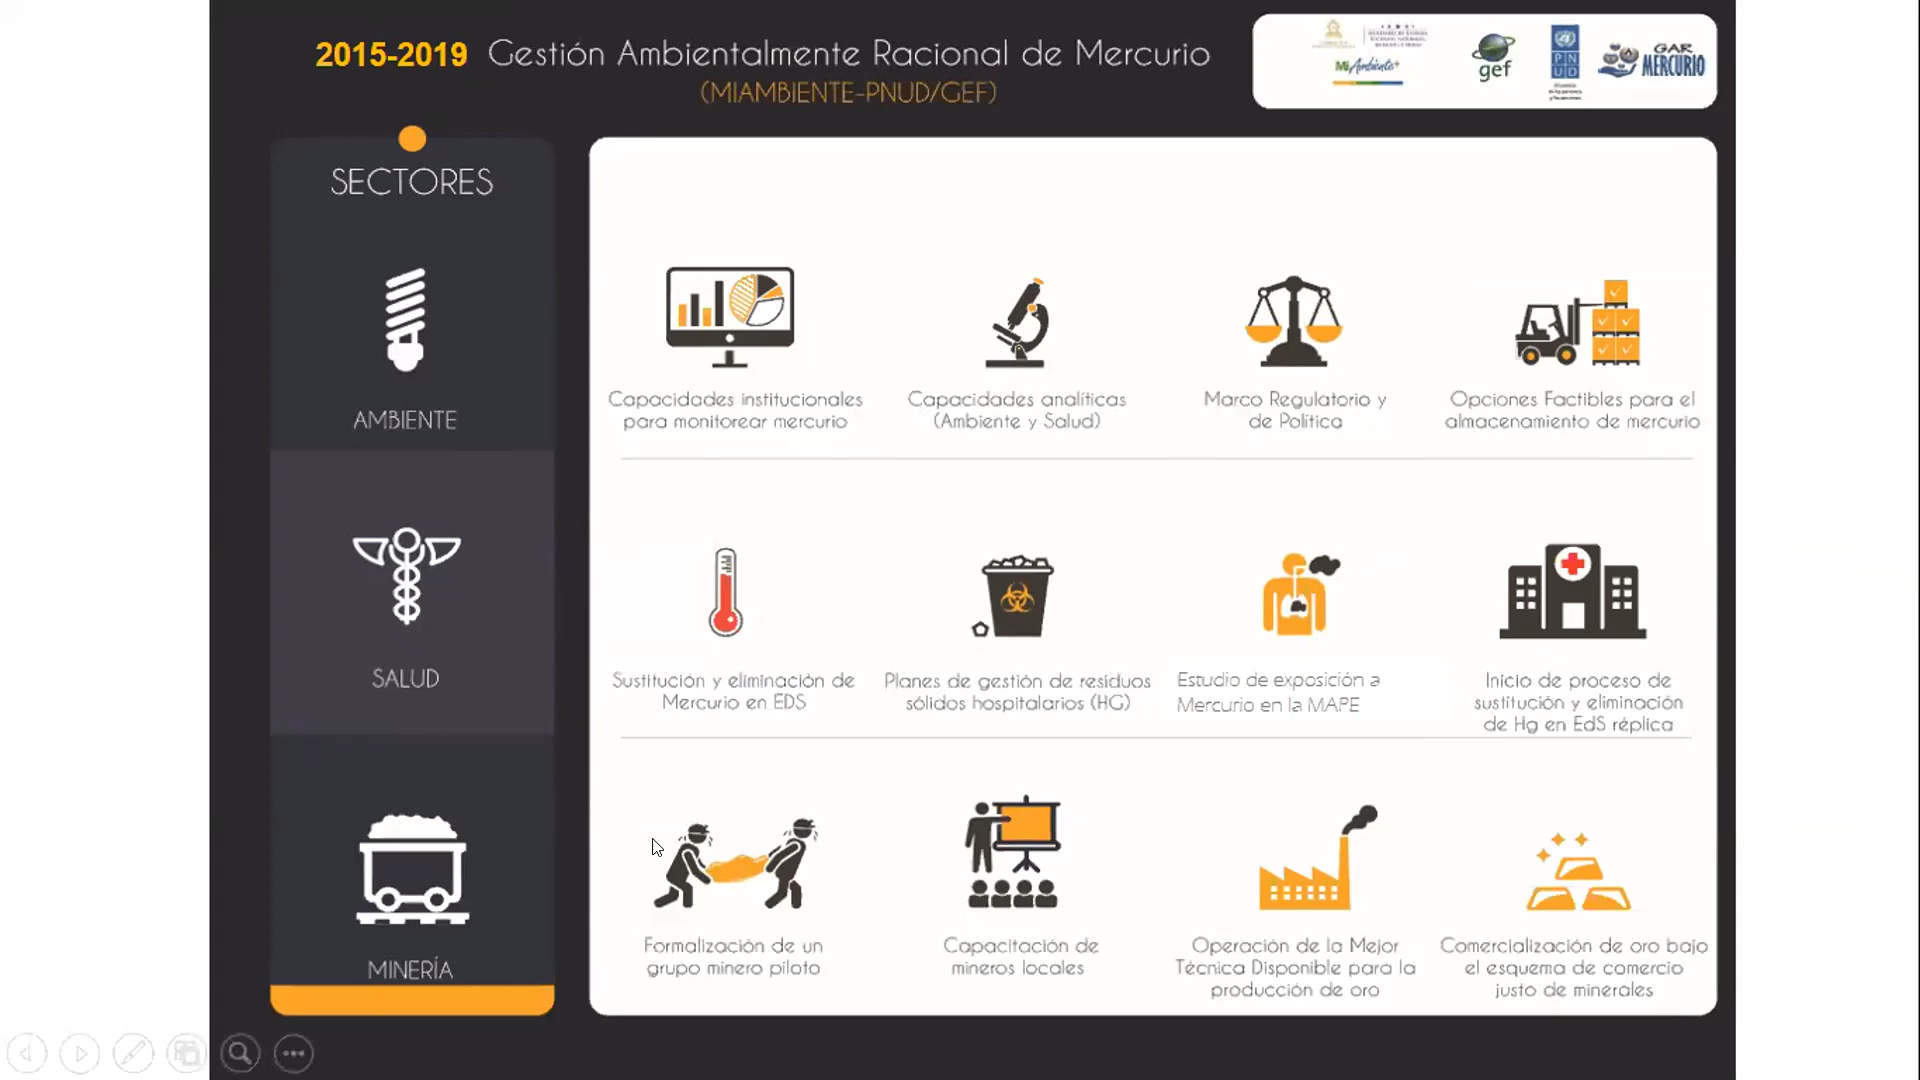 2015-2019 Gestión Ambientalmente Racional de Mercurio
(MIAMBIENTE-PNUD/GEF)
MiAmbiente+
gef
PNUD
GAR
MERCURIO
SECTORES
AMBIENTE
Capacidades institucionales
para monitorear mercurio
Capacidades analíticas
(Ambiente y Salud)
Marco Regulatorio y
de Política
Opciones Factibles para el
almacenamiento de mercurio
SALUD
Sustitución y eliminación de
Mercurio en EDS
Planes de gestión de residuos
sólidos hospitalarios (HG)
Estudio de exposición a
Mercurio en la MAPE
Inicio de proceso de
sustitución y eliminación
de Hg en EdS réplica
MINERÍA
Formalización de un
grupo minero piloto
Capacitación de
mineros locales
Operación de la Mejor
Técnica Disponible para la
producción de oro
Comercialización de oro bajo
el esquema de comercio
justo de minerales